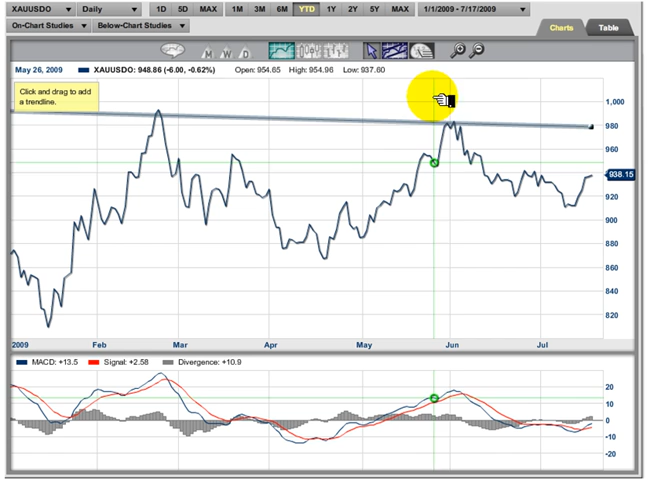 XAUUSDO Daily 1D 5D MAX 1M 3M 6M YTD 1Y 2Y 5Y MAX 1/1/2009 - 7/17/2009
On-Chart Studies Below-Chart Studies Charts Table
M W D
May 26, 2009 XAUUSDO: 948.86 (-6.00, -0.62%) Open: 954.65 High: 954.96 Low: 937.60
Click and drag to add
a trendline.
1,000
980
960
938.15
920
900
880
860
840
820
2009 Feb Mar Apr May Jun Jul
MACD: +13.5 Signal: +2.58 Divergence: +10.9
20
10
0
-10
-20